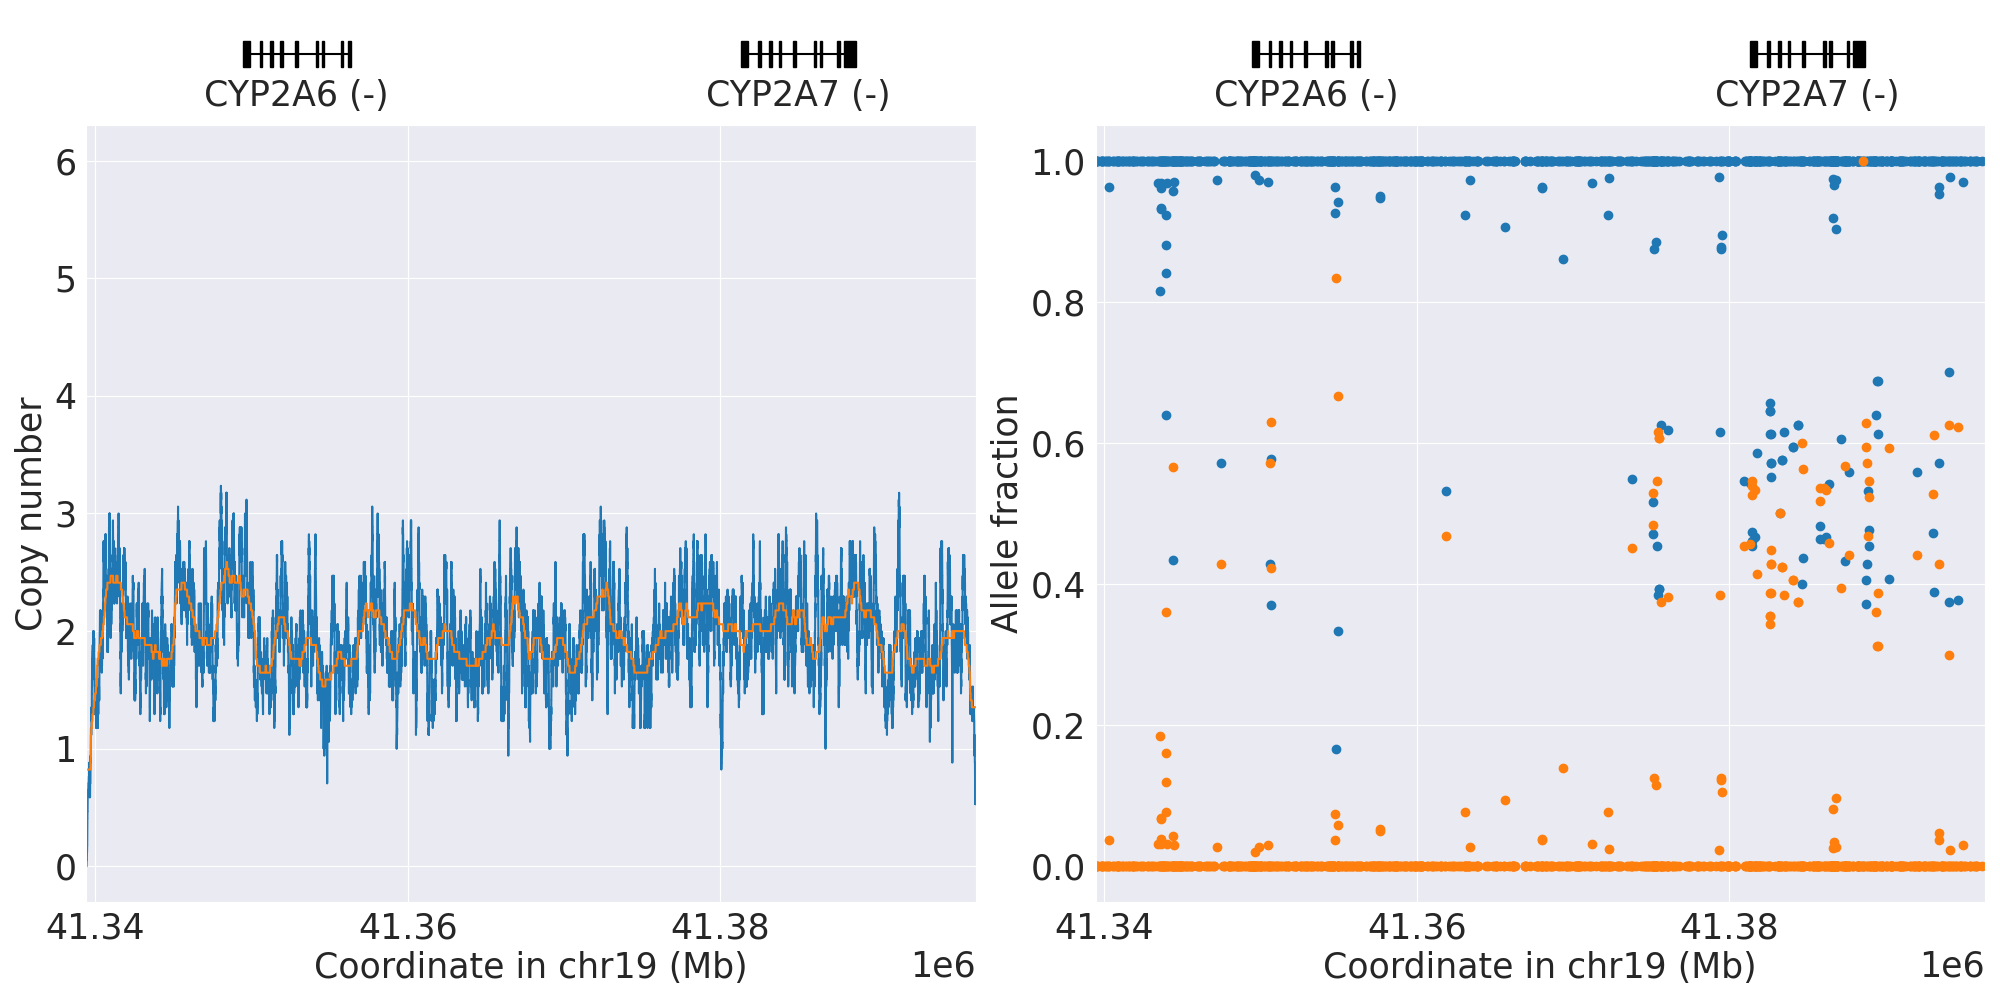 CYP2A6 (-)
CYP2A7 (-)
6
5
4
3
2
1
0
Copy number
41.34
41.36
41.38
Coordinate in chr19 (Mb)
1e6
CYP2A6 (-)
CYP2A7 (-)
1.0
0.8
0.6
0.4
0.2
0.0
Allele fraction
41.34
41.36
41.38
Coordinate in chr19 (Mb)
1e6